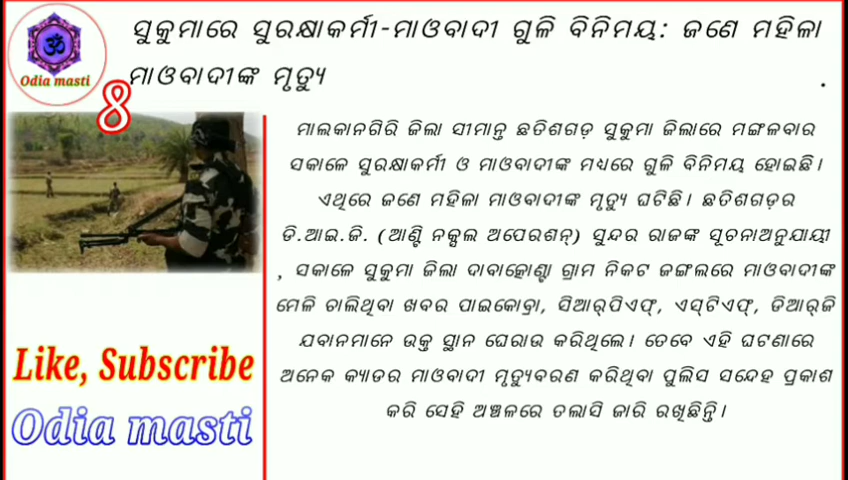 ସୁକୁମାରେ ସୁରକ୍ଷାକର୍ମୀ-ମାଓବାଦୀ ଗୁଳି ବିନିମୟ: ଜଣେ ମହିଳା
ମାଓବାଦୀଙ୍କ ମୃତ୍ୟୁ .
ॐ
Odia masti
8
ମାଲକାନଗିରି ଜିଲା ସୀମାନ୍ତ ଛତିଶଗଡ଼ ସୁକୁମା ଜିଲାରେ ମଙ୍ଗଳବାର
ସକାଳେ ସୁରକ୍ଷାକର୍ମୀ ଓ ମାଓବାଦୀଙ୍କ ମଧ୍ୟରେ ଗୁଳି ବିନିମୟ ହୋଇଛି।
ଏଥିରେ ଜଣେ ମହିଳା ମାଓବାଦୀଙ୍କ ମୃତ୍ୟୁ ଘଟିଛି। ଛତିଶଗଡ଼ର
ଡି.ଆଇ.ଜି. (ଆଣ୍ଟି ନକ୍ସଲ ଅପେରଶନ୍) ସୁନ୍ଦର ରାଜଙ୍କ ସୂଚନାଅନୁଯାୟୀ
, ସକାଳେ ସୁକୁମା ଜିଲା ଗ୍ରାମ ନିକଟ ଜଙ୍ଗଲରେ ମାଓବାଦୀଙ୍କ
ମେଳି ଚାଲିଥିବା ଖବର ପାଇକୋବ୍ରା, ସିଆର୍‌ପିଏଫ୍, ଏସ୍‌ଟିଏଫ୍, ଡିଆର୍‌ଜି
ଯବାନମାନେ ଉକ୍ତ ସ୍ଥାନ ଘେରାଉ କରିଥିଲେ। ତେବେ ଏହି ଘଟଣାରେ
ଅନେକ କ୍ୟାଡର ମାଓବାଦୀ ମୃତ୍ୟୁବରଣ କରିଥିବା ପୁଲିସ ସନ୍ଦେହ ପ୍ରକାଶ
କରି ସେହି ଅଞ୍ଚଳରେ ତଲାସି ଜାରି ରଖିଛିନ୍ତି।
Like, Subscribe
Odia masti